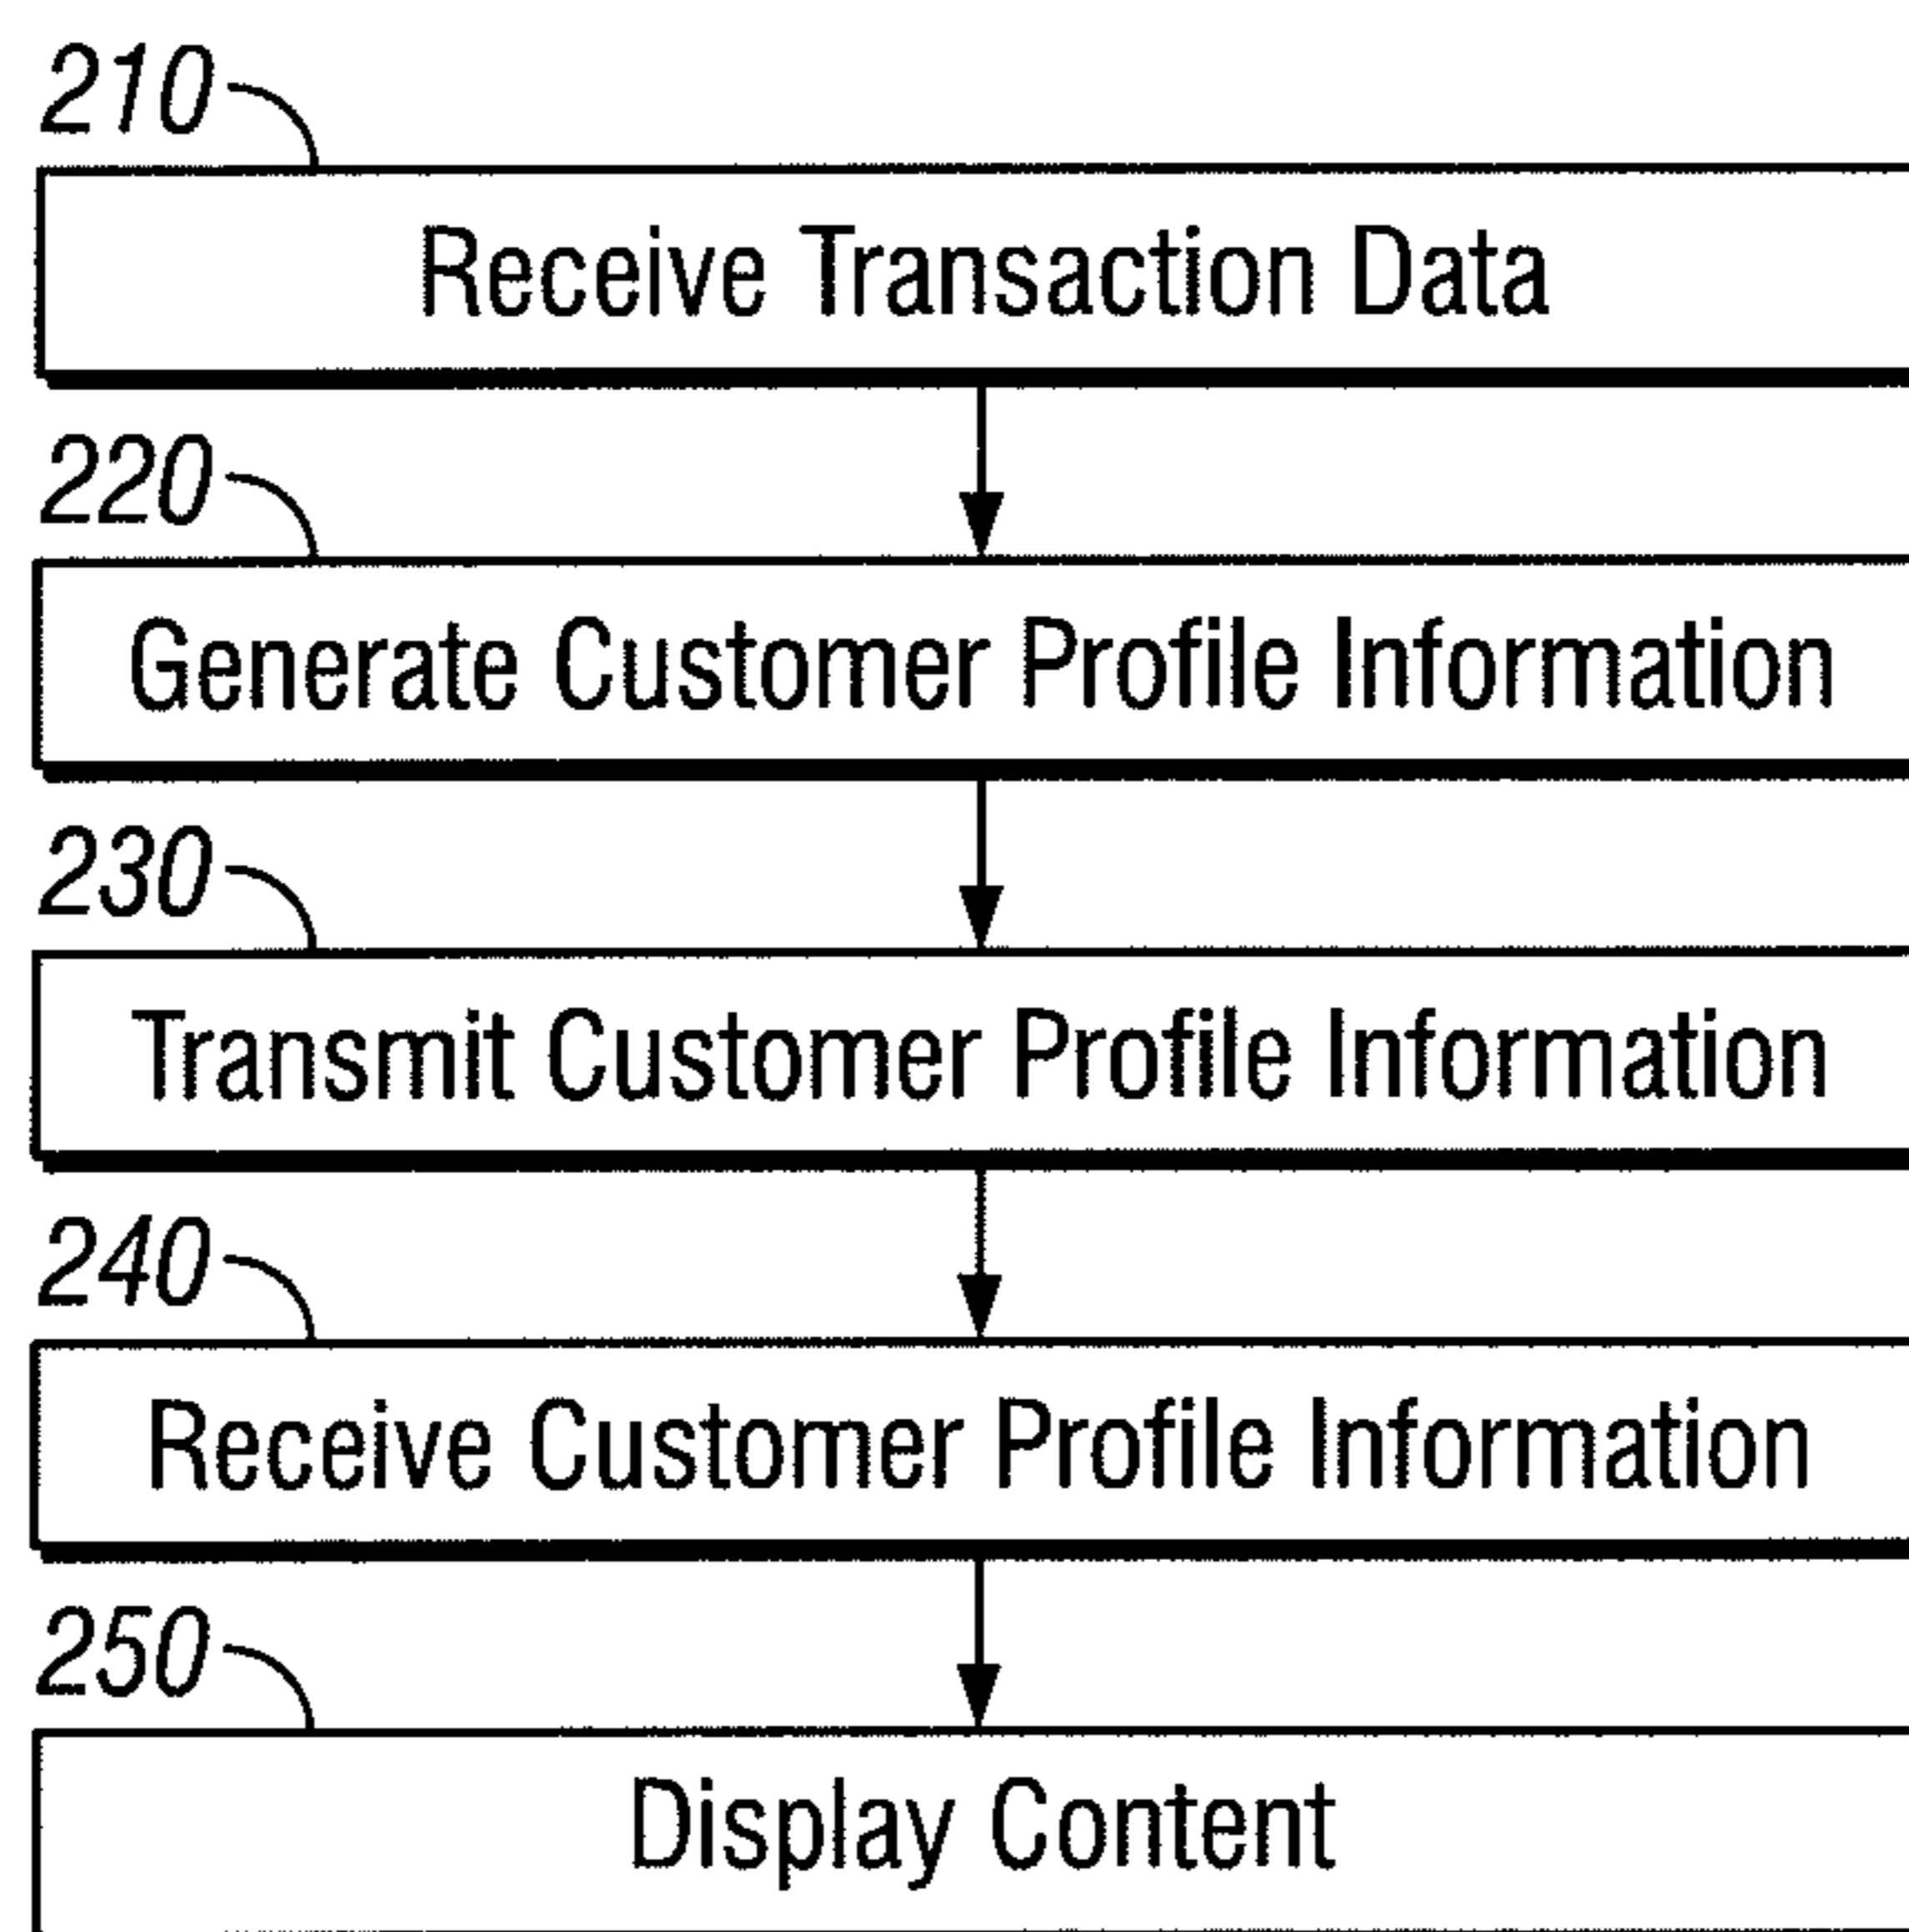 210
Receive Transaction Data
220
Generate Customer Profile Information
230
Transmit Customer Profile Information
240
Receive Customer Profile Information
250
Display Content